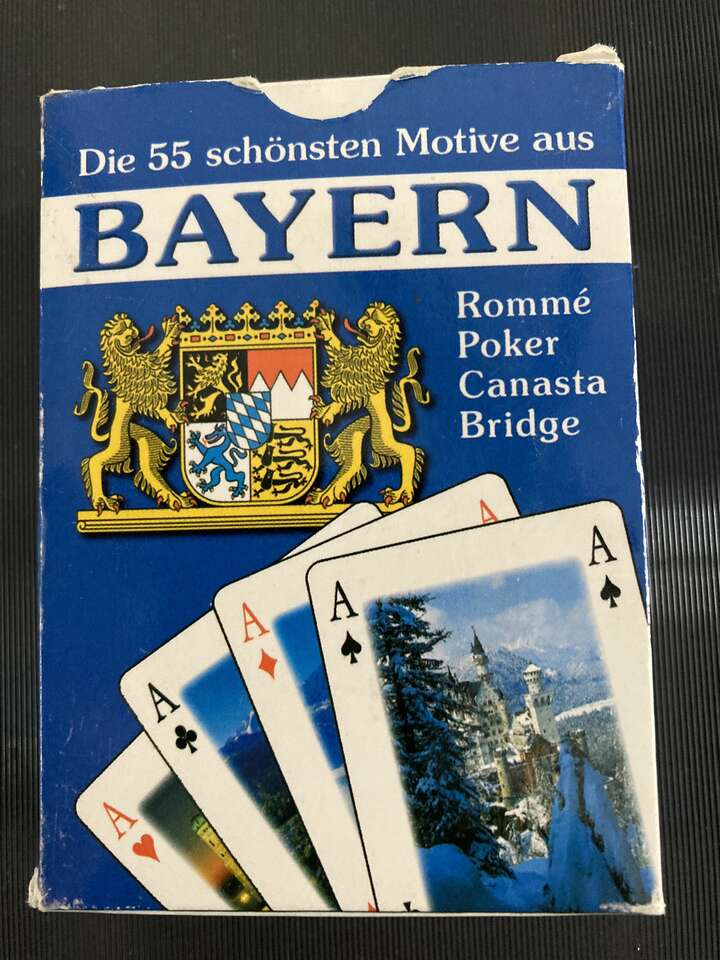 Die 55 schönsten Motive aus
BAYERN
Rommé
Poker
Canasta
Bridge
A
A
A
A
A
A
A